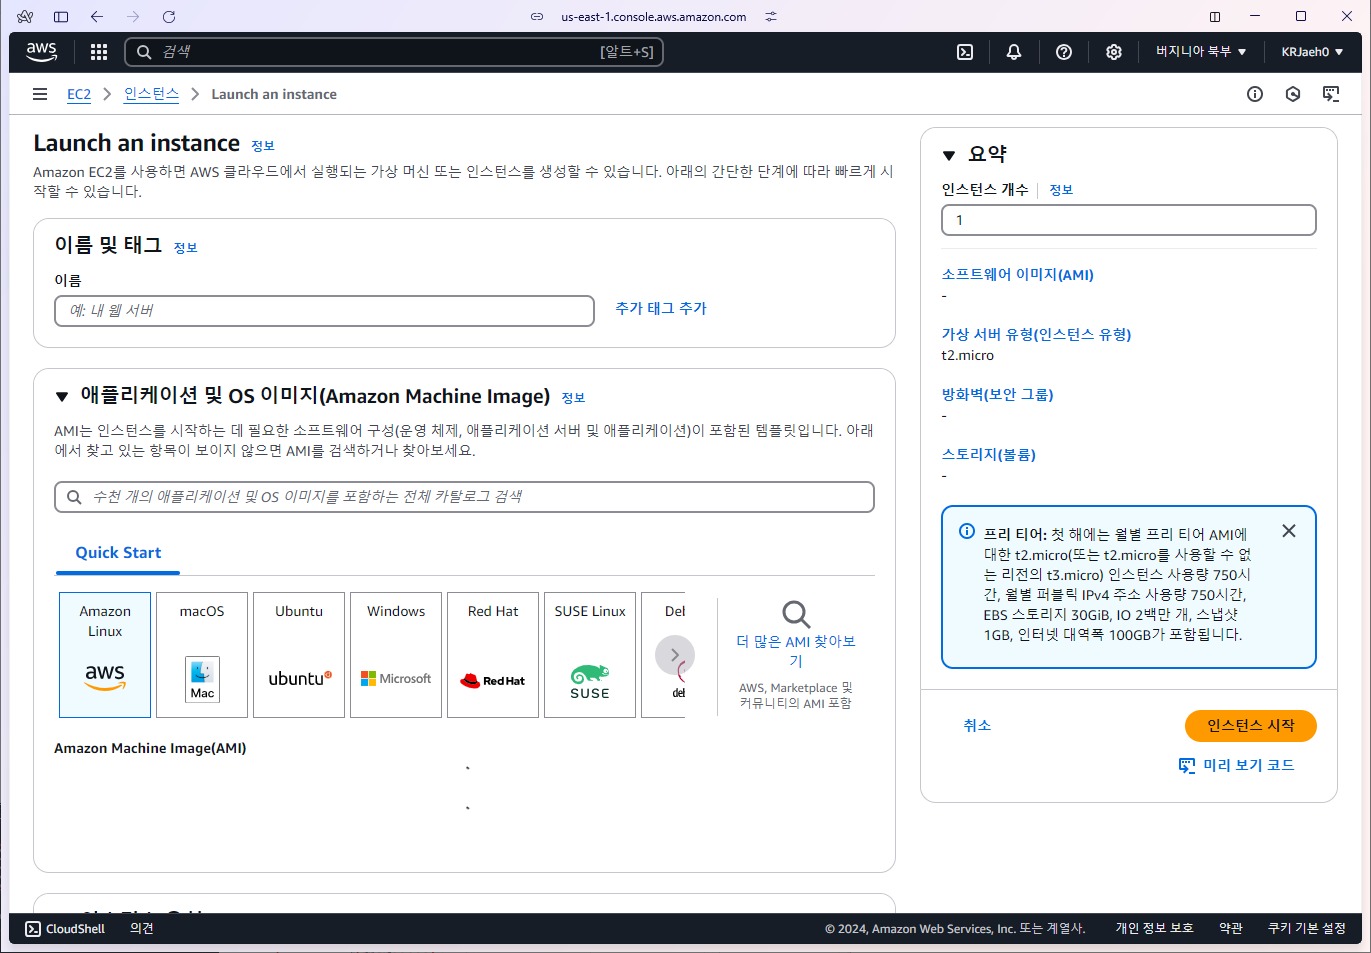 us-east-1.console.aws.amazon.com
aws
검색
[알트+S]
버지니아 북부
KRJaeh0
EC2
인스턴스
Launch an instance
Launch an instance 정보
Amazon EC2를 사용하면 AWS 클라우드에서 실행되는 가상 머신 또는 인스턴스를 생성할 수 있습니다. 아래의 간단한 단계에 따라 빠르게 시
작할 수 있습니다.
이름 및 태그 정보
이름
예: 내 웹 서버
추가 태그 추가
애플리케이션 및 OS 이미지(Amazon Machine Image) 정보
AMI는 인스턴스를 시작하는 데 필요한 소프트웨어 구성(운영 체제, 애플리케이션 서버 및 애플리케이션)이 포함된 템플릿입니다. 아래
에서 찾고 있는 항목이 보이지 않으면 AMI를 검색하거나 찾아보세요.
수천 개의 애플리케이션 및 OS 이미지를 포함하는 전체 카탈로그 검색
Quick Start
Amazon
Linux
aws
macOS
Mac
Ubuntu
ubuntu
Windows
Microsoft
Red Hat
Red Hat
SUSE Linux
SUSE
더 많은 AMI 찾아보
기
AWS, Marketplace 및
커뮤니티의 AMI 포함
Amazon Machine Image(AMI)
요약
인스턴스 개수 정보
1
소프트웨어 이미지(AMI)
-
가상 서버 유형(인스턴스 유형)
t2.micro
방화벽(보안 그룹)
-
스토리지(볼륨)
-
프리 티어: 첫 해에는 월별 프리 티어 AMI에
대한 t2.micro(또는 t2.micro를 사용할 수 없
는 리전의 t3.micro) 인스턴스 사용량 750시
간, 월별 퍼블릭 IPv4 주소 사용량 750시간,
EBS 스토리지 30GiB, IO 2백만 개, 스냅샷
1GB, 인터넷 대역폭 100GB가 포함됩니다.
취소
인스턴스 시작
미리 보기 코드
CloudShell
의견
© 2024, Amazon Web Services, Inc. 또는 계열사.
개인 정보 보호
약관
쿠키 기본 설정